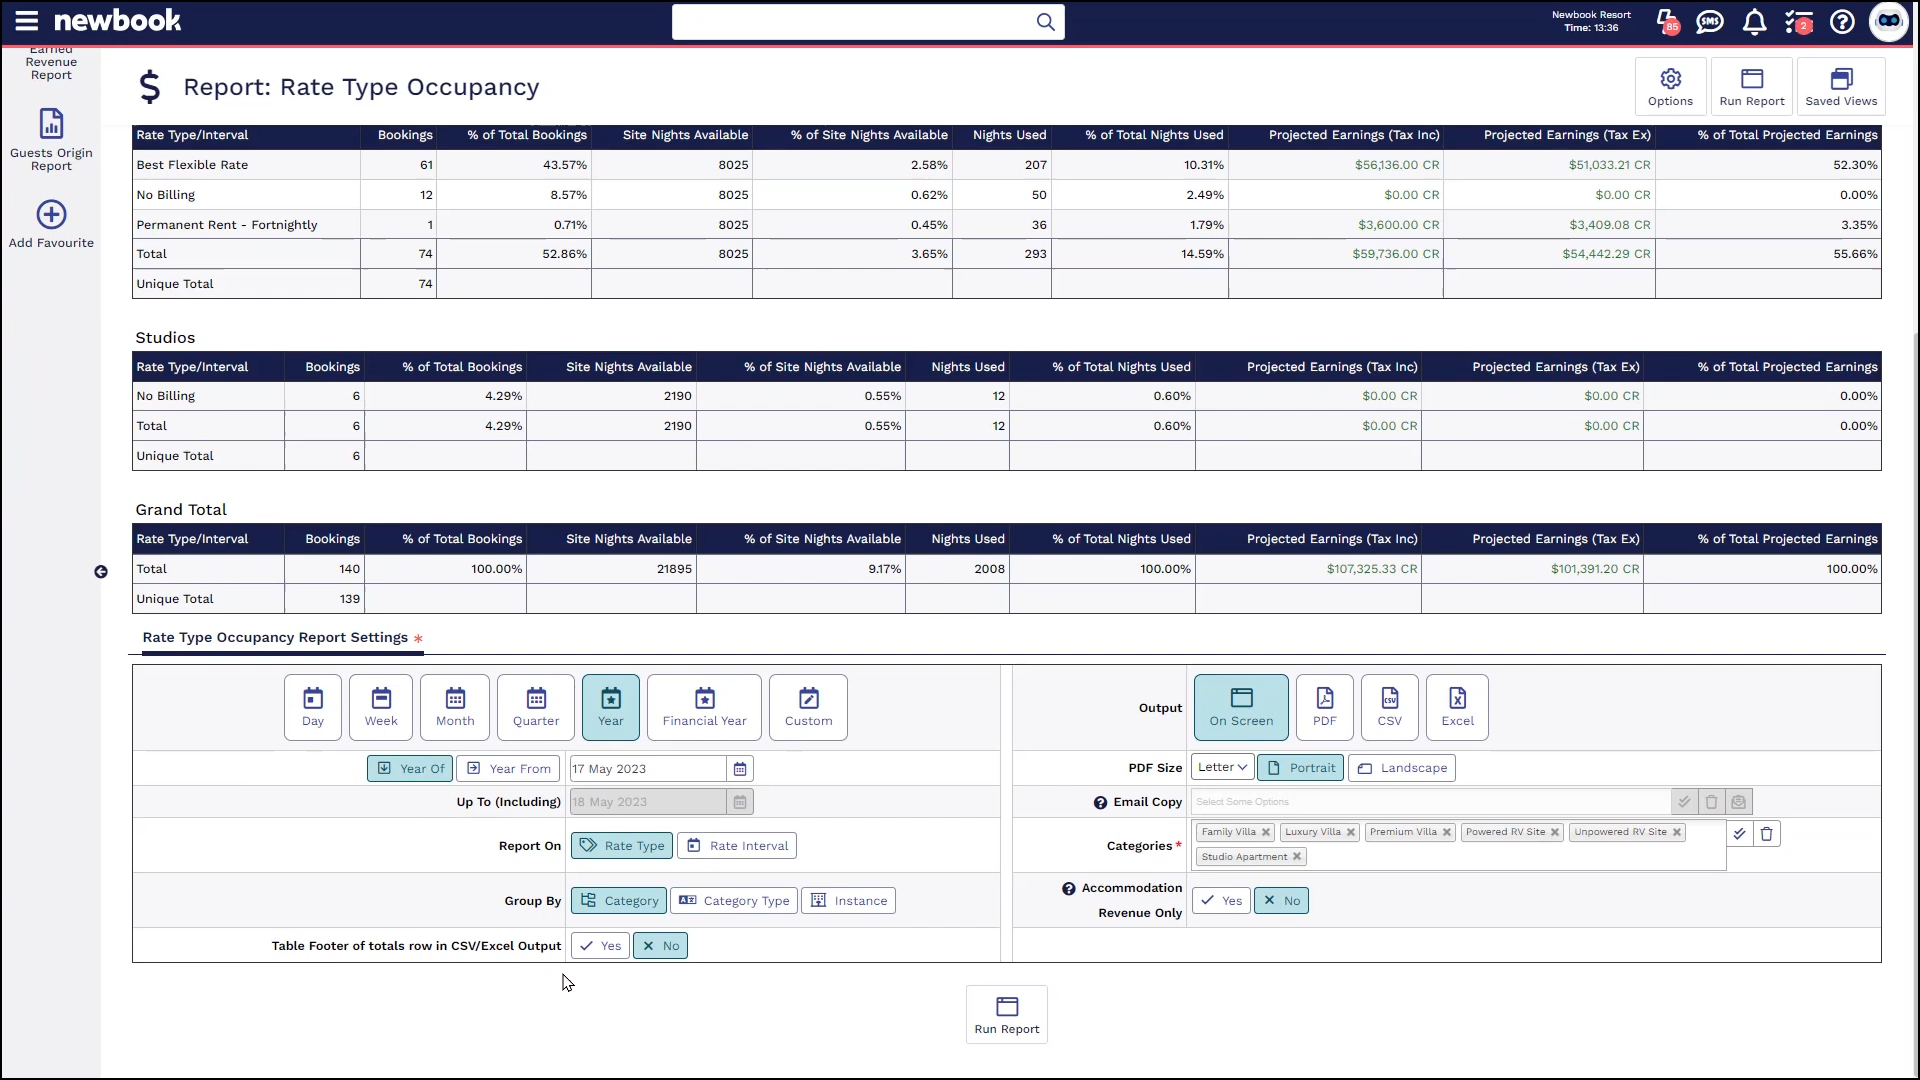 newbook
Newbook Resort
Time: 13:36
85
SMS
2
Earned
Revenue
Report
Guests Origin
Report
Add Favourite
$ Report: Rate Type Occupancy
Options
Run Report
Saved Views
Rate Type/Interval Bookings % of Total Bookings Site Nights Available % of Site Nights Available Nights Used % of Total Nights Used Projected Earnings (Tax Inc) Projected Earnings (Tax Ex) % of Total Projected Earnings
Best Flexible Rate 61 43.57% 8025 2.58% 207 10.31% $56,136.00 CR $51,033.21 CR 52.30%
No Billing 12 8.57% 8025 0.62% 50 2.49% $0.00 CR $0.00 CR 0.00%
Permanent Rent - Fortnightly 1 0.71% 8025 0.45% 36 1.79% $3,600.00 CR $3,409.08 CR 3.35%
Total 74 52.86% 8025 3.65% 293 14.59% $59,736.00 CR $54,442.29 CR 55.66%
Unique Total 74
Studios
Rate Type/Interval Bookings % of Total Bookings Site Nights Available % of Site Nights Available Nights Used % of Total Nights Used Projected Earnings (Tax Inc) Projected Earnings (Tax Ex) % of Total Projected Earnings
No Billing 6 4.29% 2190 0.55% 12 0.60% $0.00 CR $0.00 CR 0.00%
Total 6 4.29% 2190 0.55% 12 0.60% $0.00 CR $0.00 CR 0.00%
Unique Total 6
Grand Total
Rate Type/Interval Bookings % of Total Bookings Site Nights Available % of Site Nights Available Nights Used % of Total Nights Used Projected Earnings (Tax Inc) Projected Earnings (Tax Ex) % of Total Projected Earnings
Total 140 100.00% 21895 9.17% 2008 100.00% $107,325.33 CR $101,391.20 CR 100.00%
Unique Total 139
Rate Type Occupancy Report Settings *
Day Week Month Quarter Year Financial Year Custom
Year Of Year From 17 May 2023
Up To (Including) 18 May 2023
Report On Rate Type Rate Interval
Group By Category Category Type Instance
Table Footer of totals row in CSV/Excel Output Yes No
Output On Screen PDF CSV Excel
PDF Size Letter Portrait Landscape
Email Copy Select Some Options
Categories * Family Villa Luxury Villa Premium Villa Powered RV Site Unpowered RV Site
Studio Apartment
Accommodation
Revenue Only Yes No
Run Report